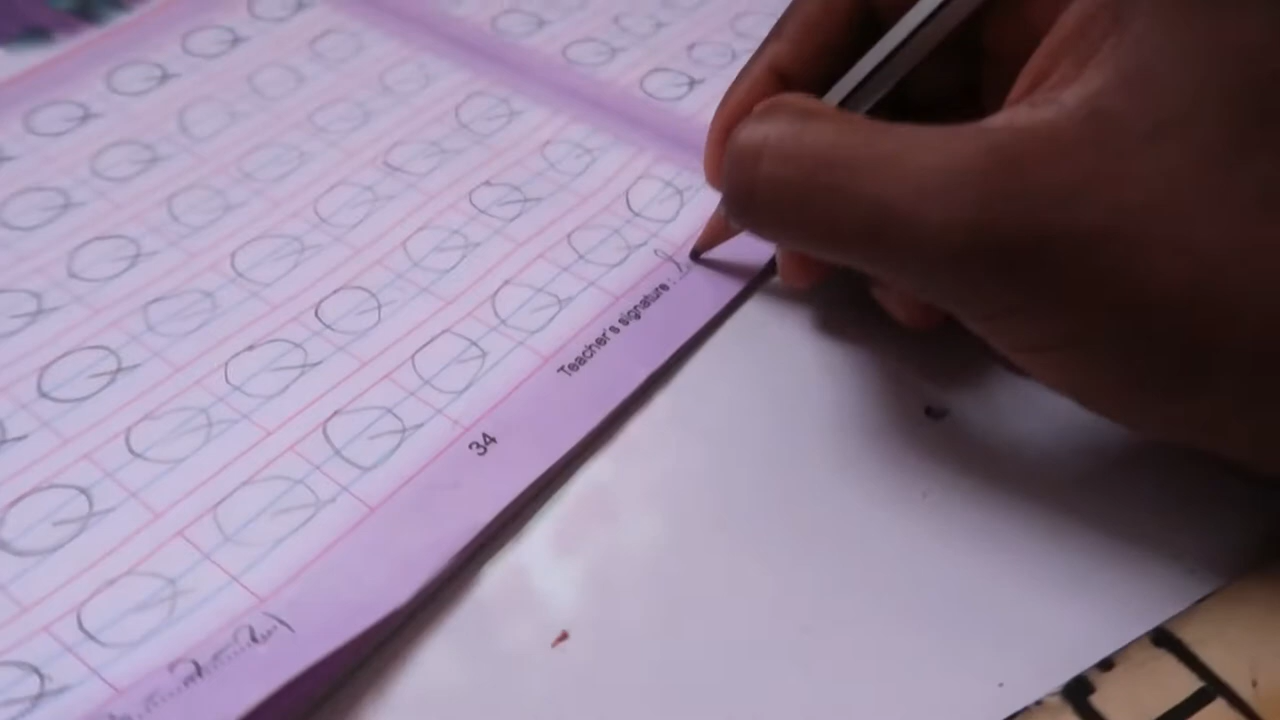 Q Q Q Q
Q Q Q Q Q
Q Q Q Q Q Q
Q Q Q Q Q Q Q
Q Q Q Q Q Q Q
Q Q Q Q Q Q Q Q
Q
Q Q
Q Q Q
34
Teacher's signature :